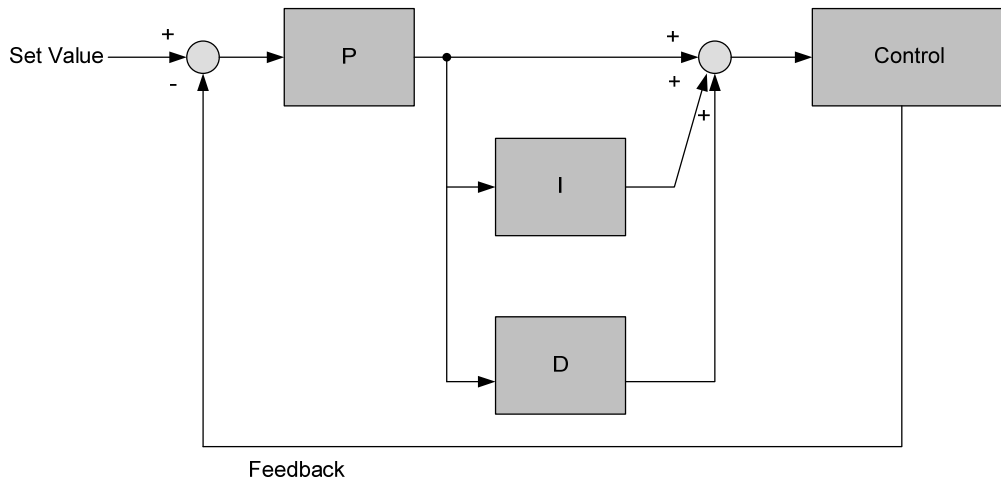 +
Set Value
-
P
+
+
+
Control
I
D
Feedback